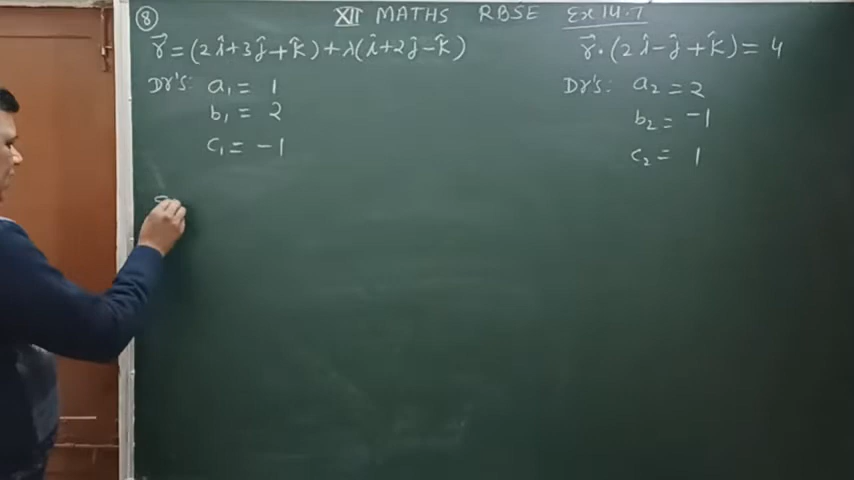 ⑧ XII MATHS RBSE Ex 14.7
r⃗ = (2î+3ĵ+k̂)+λ(î+2ĵ−k̂)
r⃗·(2î−ĵ+k̂) = 4
Dr's: a₁ = 1
b₁ = 2
c₁ = −1
Dr's: a₂ = 2
b₂ = −1
c₂ = 1